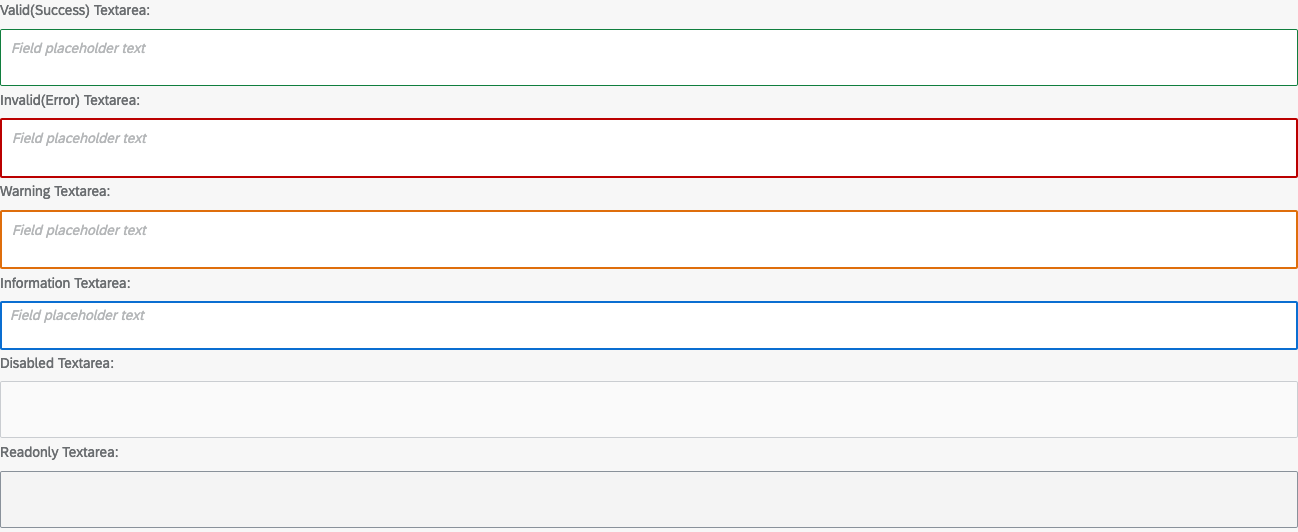 Valid(Success) Textarea:
Field placeholder text
Invalid(Error) Textarea:
Field placeholder text
Warning Textarea:
Field placeholder text
Information Textarea:
Field placeholder text
Disabled Textarea:
Readonly Textarea: